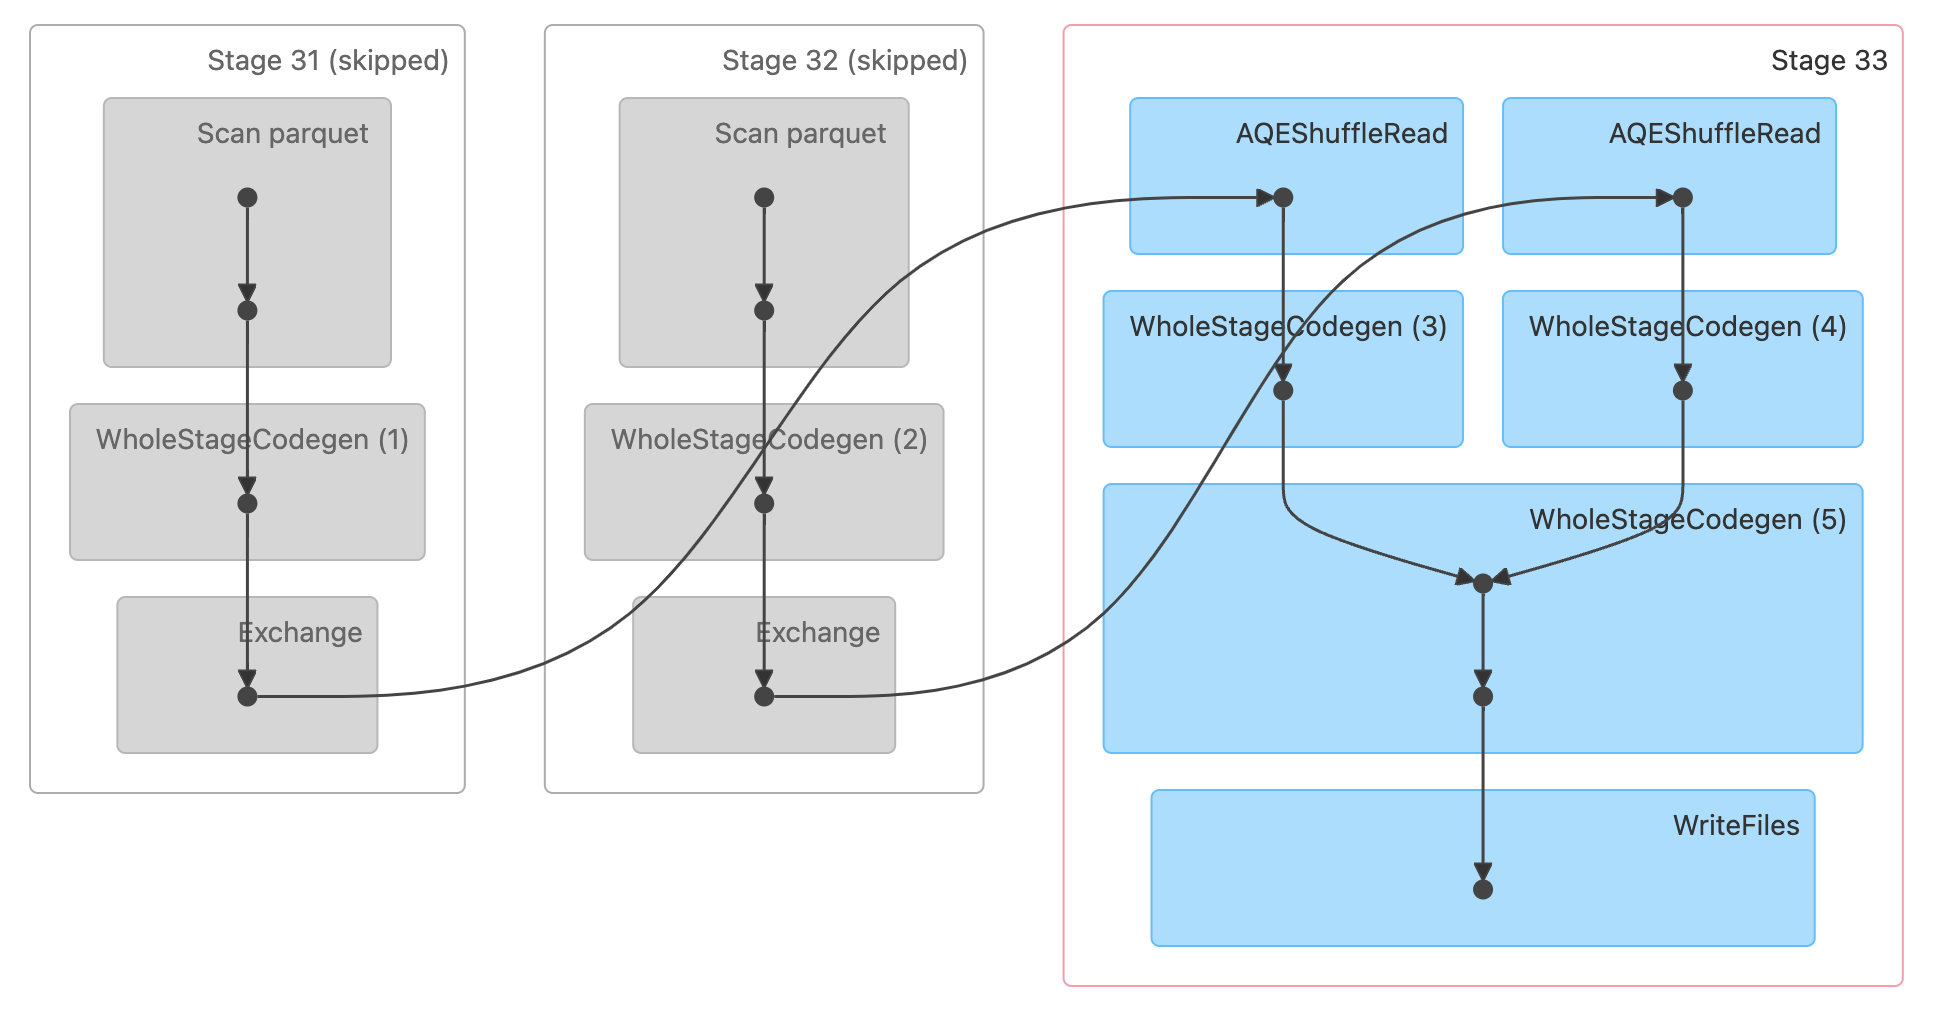 Stage 31 (skipped)
Scan parquet
WholeStageCodegen (1)
Exchange
Stage 32 (skipped)
Scan parquet
WholeStageCodegen (2)
Exchange
Stage 33
AQEShuffleRead
AQEShuffleRead
WholeStageCodegen (3)
WholeStageCodegen (4)
WholeStageCodegen (5)
WriteFiles